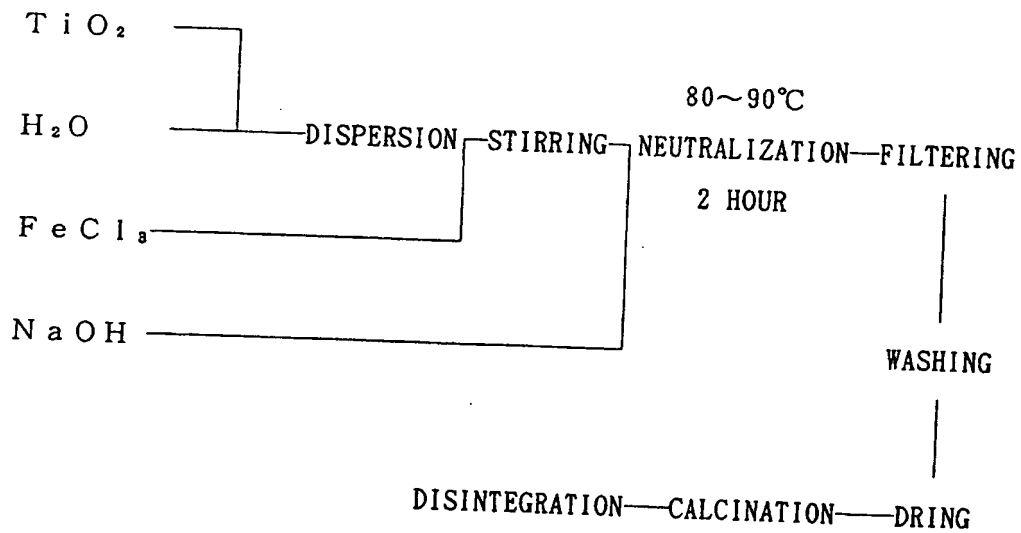 TiO₂
80～90℃
H₂O DISPERSION STIRRING NEUTRALIZATION FILTERING
2 HOUR
FeCl₃
NaOH
WASHING
DISINTEGRATION CALCINATION DRING